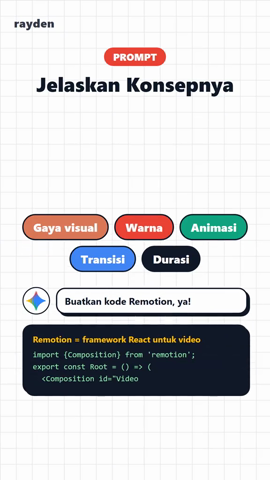 rayden
PROMPT
Jelaskan Konsepnya
Gaya visual
Warna
Animasi
Transisi
Durasi
Buatkan kode Remotion, ya!
Remotion = framework React untuk video
import {Composition} from 'remotion';
export const Root = () => (
<Composition id="Video